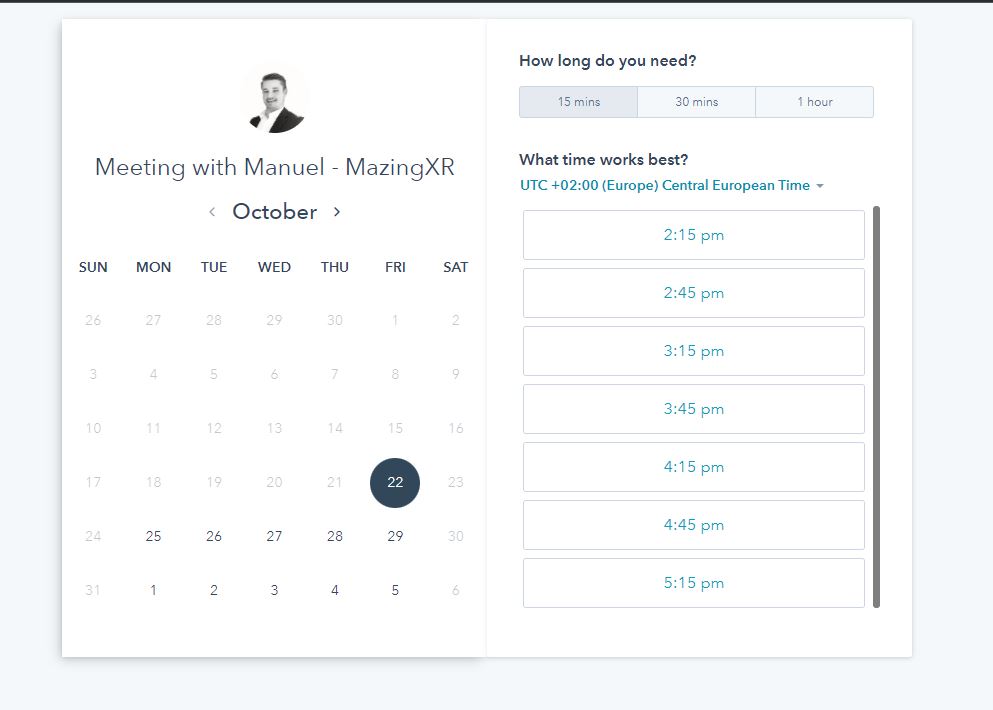 Meeting with Manuel - MazingXR
October
SUN MON TUE WED THU FRI SAT
26 27 28 29 30 1 2
3 4 5 6 7 8 9
10 11 12 13 14 15 16
17 18 19 20 21 22 23
24 25 26 27 28 29 30
31 1 2 3 4 5 6
How long do you need?
15 mins 30 mins 1 hour
What time works best?
UTC +02:00 (Europe) Central European Time
2:15 pm
2:45 pm
3:15 pm
3:45 pm
4:15 pm
4:45 pm
5:15 pm